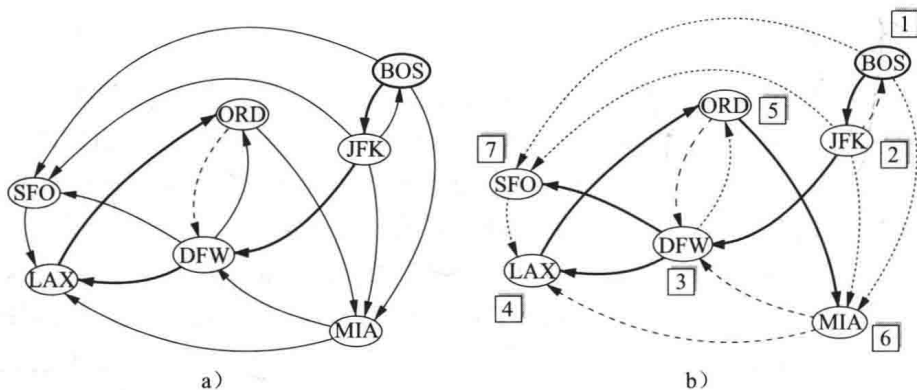 BOS
ORD
JFK
SFO
DFW
LAX
MIA
a)
1
BOS
ORD
5
JFK
2
7
SFO
DFW
LAX
3
4
MIA
6
b)